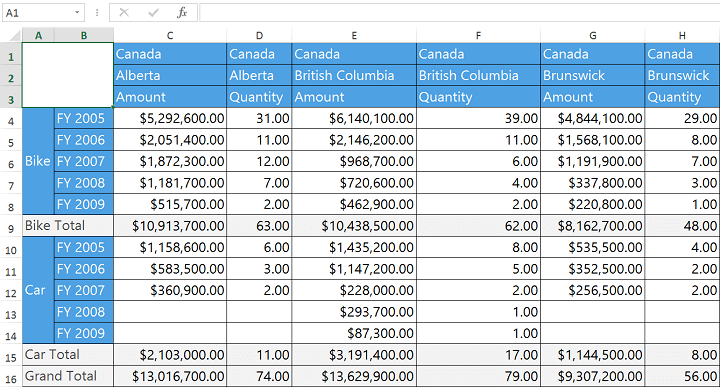 A1 fx
A B C D E F G H
1 Canada Canada Canada Canada Canada Canada
2 Alberta Alberta British Columbia British Columbia Brunswick Brunswick
3 Amount Quantity Amount Quantity Amount Quantity
4 FY 2005 $5,292,600.00 31.00 $6,140,100.00 39.00 $4,844,100.00 29.00
5 FY 2006 $2,051,400.00 11.00 $2,146,200.00 11.00 $1,568,100.00 8.00
6 Bike FY 2007 $1,872,300.00 12.00 $968,700.00 6.00 $1,191,900.00 7.00
7 FY 2008 $1,181,700.00 7.00 $720,600.00 4.00 $337,800.00 3.00
8 FY 2009 $515,700.00 2.00 $462,900.00 2.00 $220,800.00 1.00
9 Bike Total $10,913,700.00 63.00 $10,438,500.00 62.00 $8,162,700.00 48.00
10 FY 2005 $1,158,600.00 6.00 $1,435,200.00 8.00 $535,500.00 4.00
11 FY 2006 $583,500.00 3.00 $1,147,200.00 5.00 $352,500.00 2.00
12 Car FY 2007 $360,900.00 2.00 $228,000.00 2.00 $256,500.00 2.00
13 FY 2008 $293,700.00 1.00
14 FY 2009 $87,300.00 1.00
15 Car Total $2,103,000.00 11.00 $3,191,400.00 17.00 $1,144,500.00 8.00
16 Grand Total $13,016,700.00 74.00 $13,629,900.00 79.00 $9,307,200.00 56.00